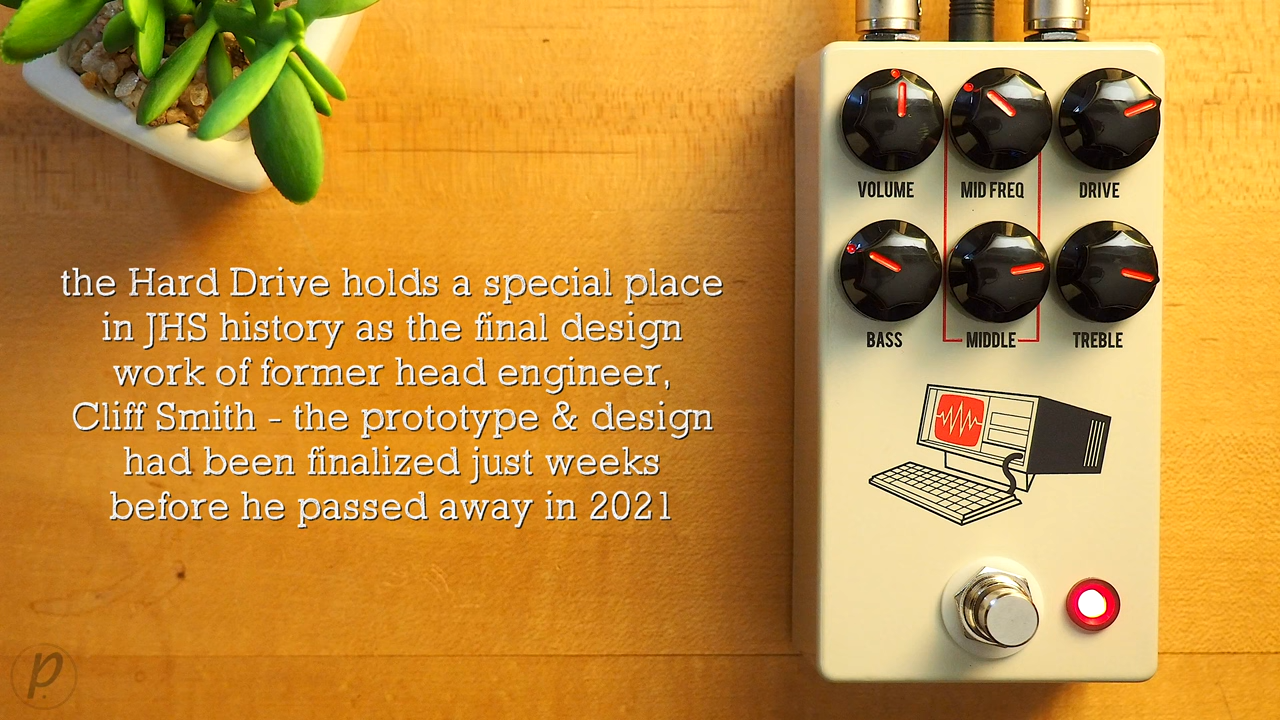 the Hard Drive holds a special place
in JHS history as the final design
work of former head engineer,
Cliff Smith - the prototype & design
had been finalized just weeks
before he passed away in 2021
VOLUME MID FREQ DRIVE
BASS MIDDLE TREBLE
p